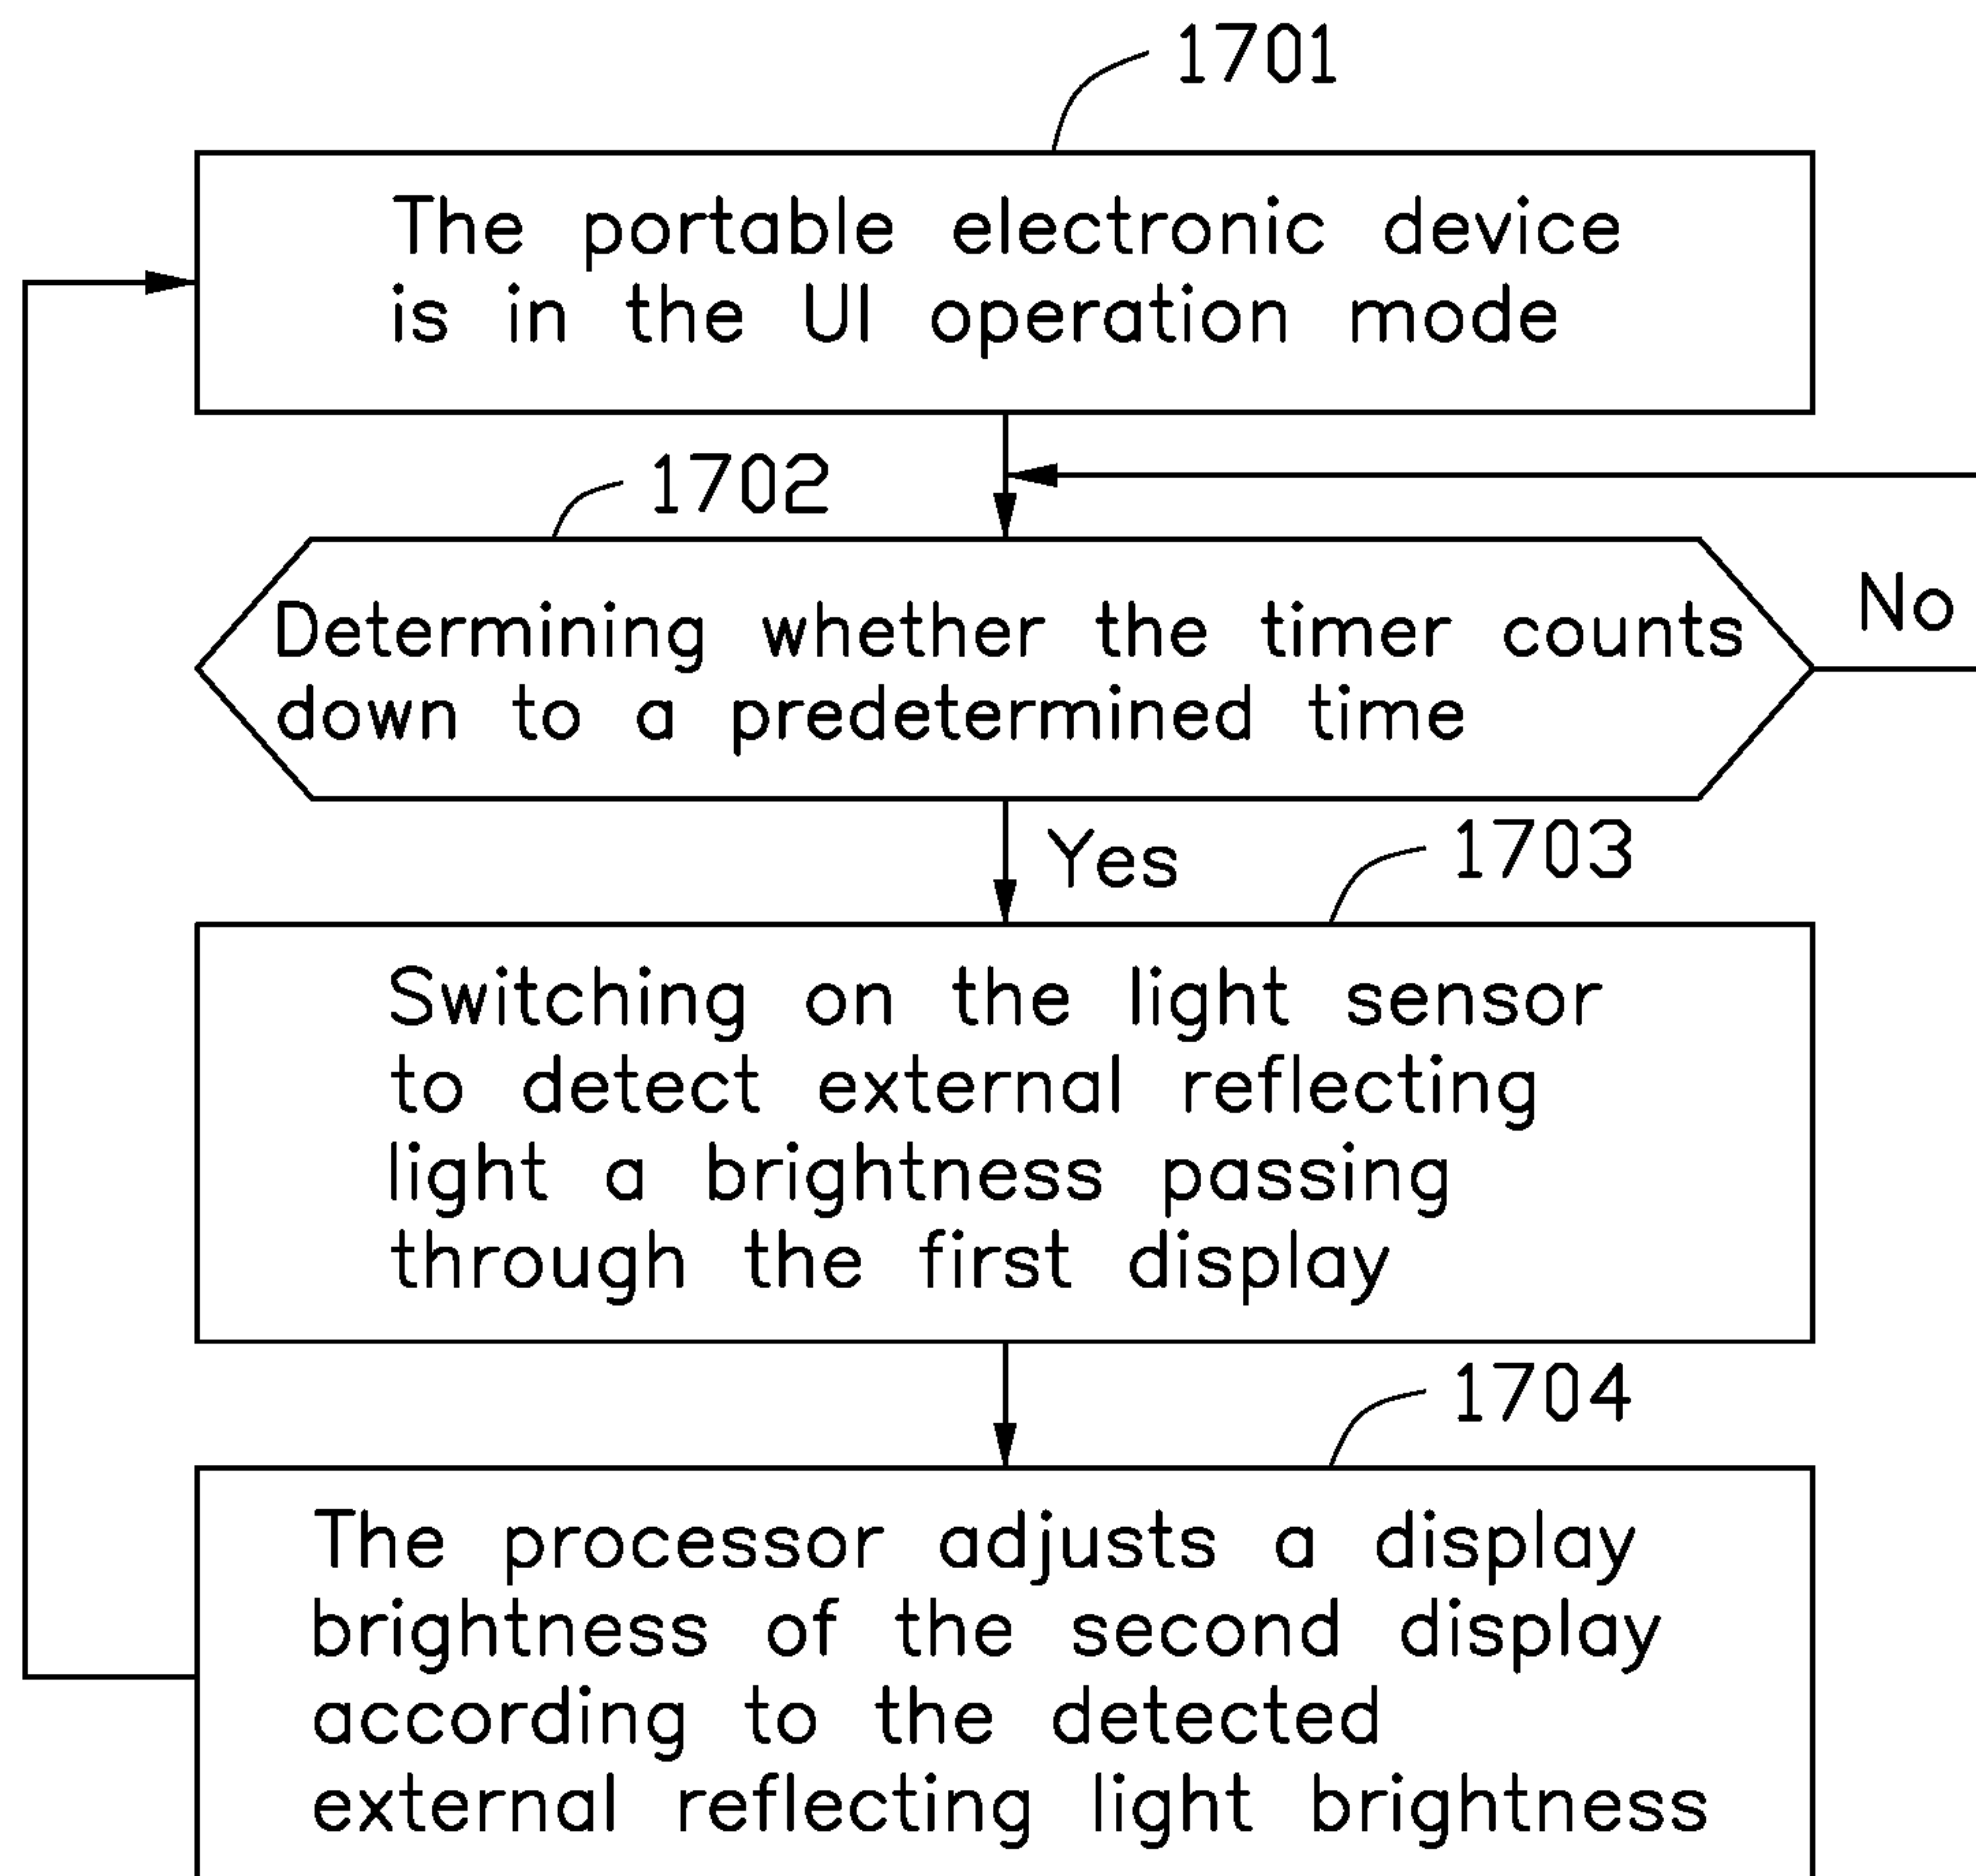 1701
The portable electronic device
is in the UI operation mode
1702
Determining whether the timer counts
down to a predetermined time
No
Yes
1703
Switching on the light sensor
to detect external reflecting
light a brightness passing
through the first display
1704
The processor adjusts a display
brightness of the second display
according to the detected
external reflecting light brightness